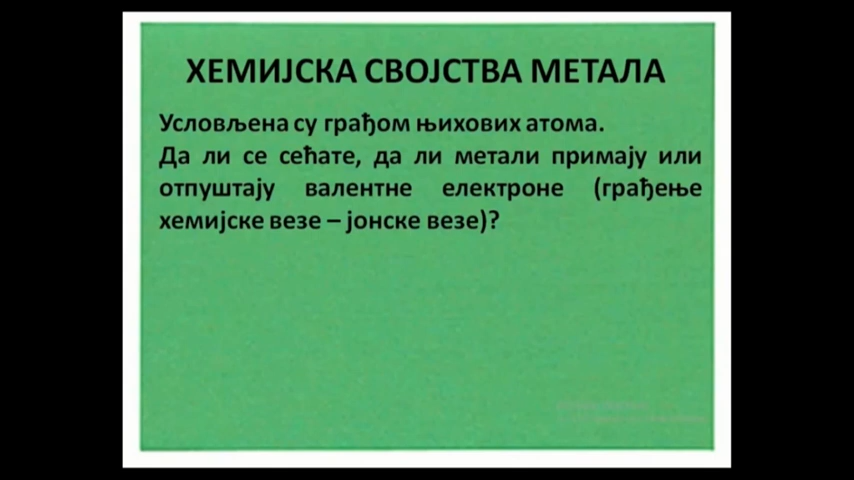 ХЕМИЈСКА СВОЈСТВА МЕТАЛА
Условљена су грађом њихових атома.
Да ли се сећате, да ли метали примају или
отпуштају валентне електроне (грађење
хемијске везе – јонске везе)?